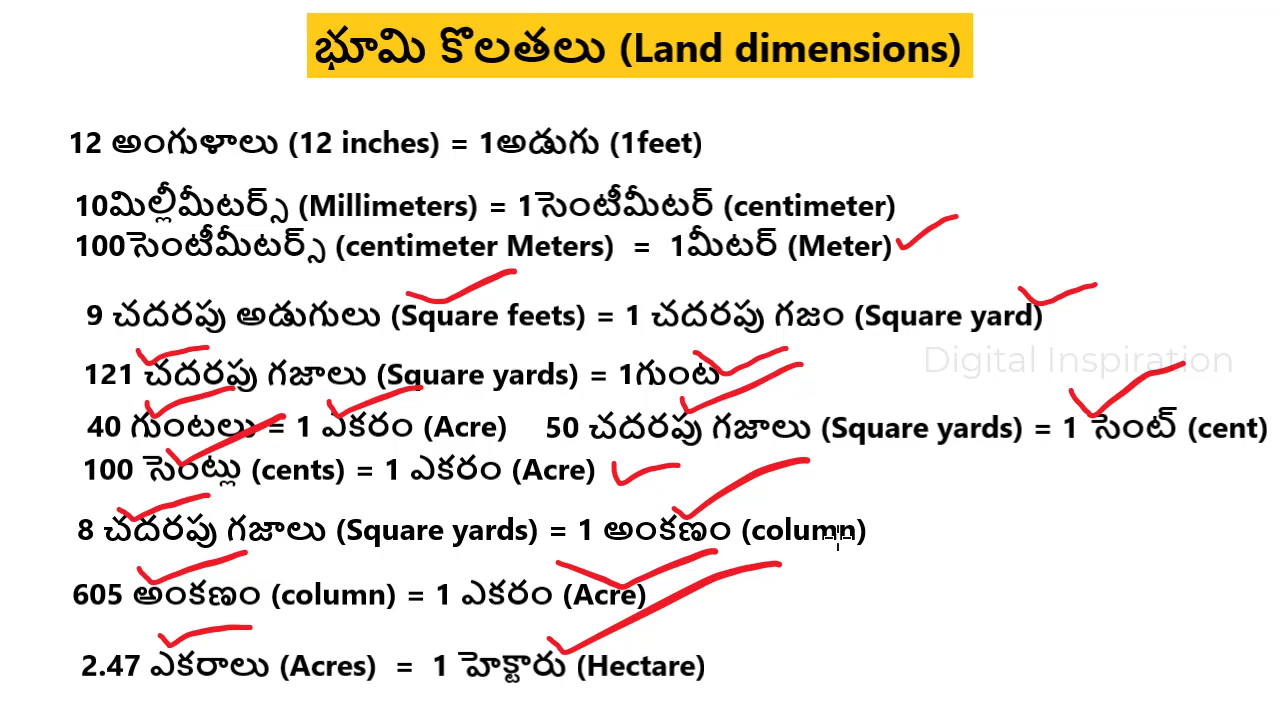 భూమి కొలతలు (Land dimensions)
12 అంగుళాలు (12 inches) = 1అడుగు (1feet)
10మిల్లీమీటర్స్ (Millimeters) = 1సెంటీమీటర్ (centimeter)
100సెంటీమీటర్స్ (centimeter Meters) = 1మీటర్ (Meter)
9 చదరపు అడుగులు (Square feets) = 1 చదరపు గజం (Square yard)
Digital Inspiration
121 చదరపు గజాలు (Square yards) = 1గుంట
40 గుంటలు = 1 ఎకరం (Acre) 50 చదరపు గజాలు (Square yards) = 1 సెంట్ (cent)
100 సెంట్లు (cents) = 1 ఎకరం (Acre)
8 చదరపు గజాలు (Square yards) = 1 అంకణం (column)
605 అంకణం (column) = 1 ఎకరం (Acre)
2.47 ఎకరాలు (Acres) = 1 హెక్టారు (Hectare)